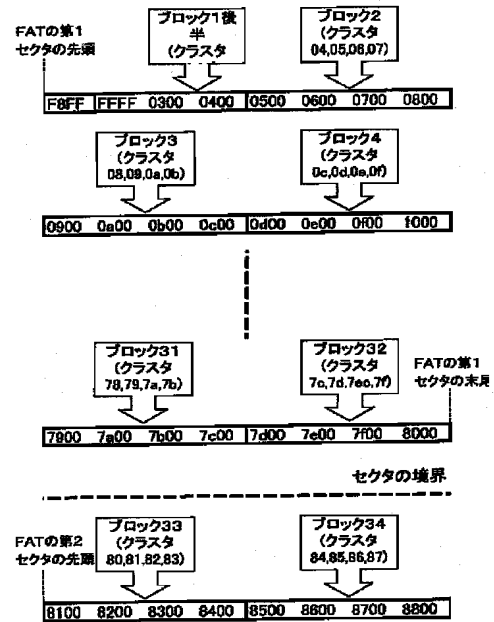 FATの第1
セクタの先頭
ブロック1後
半
(クラスタ
ブロック2
(クラスタ
04,05,06,07)
F8FF FFFF 0300 0400 0500 0600 0700 0800
ブロック3
(クラスタ
08,09,0a,0b)
ブロック4
(クラスタ
0c,0d,0e,0f)
0900 0a00 0b00 0c00 0d00 0e00 0f00 1000
ブロック31
(クラスタ
78,79,7a,7b)
ブロック32
(クラスタ
7c,7d,7ec,7f)
FATの第1
セクタの末尾
7900 7a00 7b00 7c00 7d00 7e00 7f00 8000
セクタの境界
FATの第2
セクタの先頭
ブロック33
(クラスタ
80,81,82,83)
ブロック34
(クラスタ
84,85,86,87)
8100 8200 8300 8400 8500 8600 8700 8800